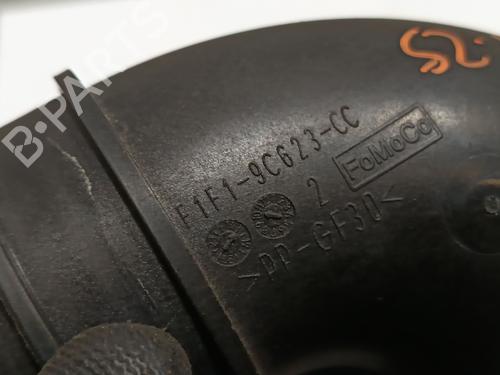 B-PARTS
F1F1-9C623-CC
2
FoMoCo
>PP-GF30<